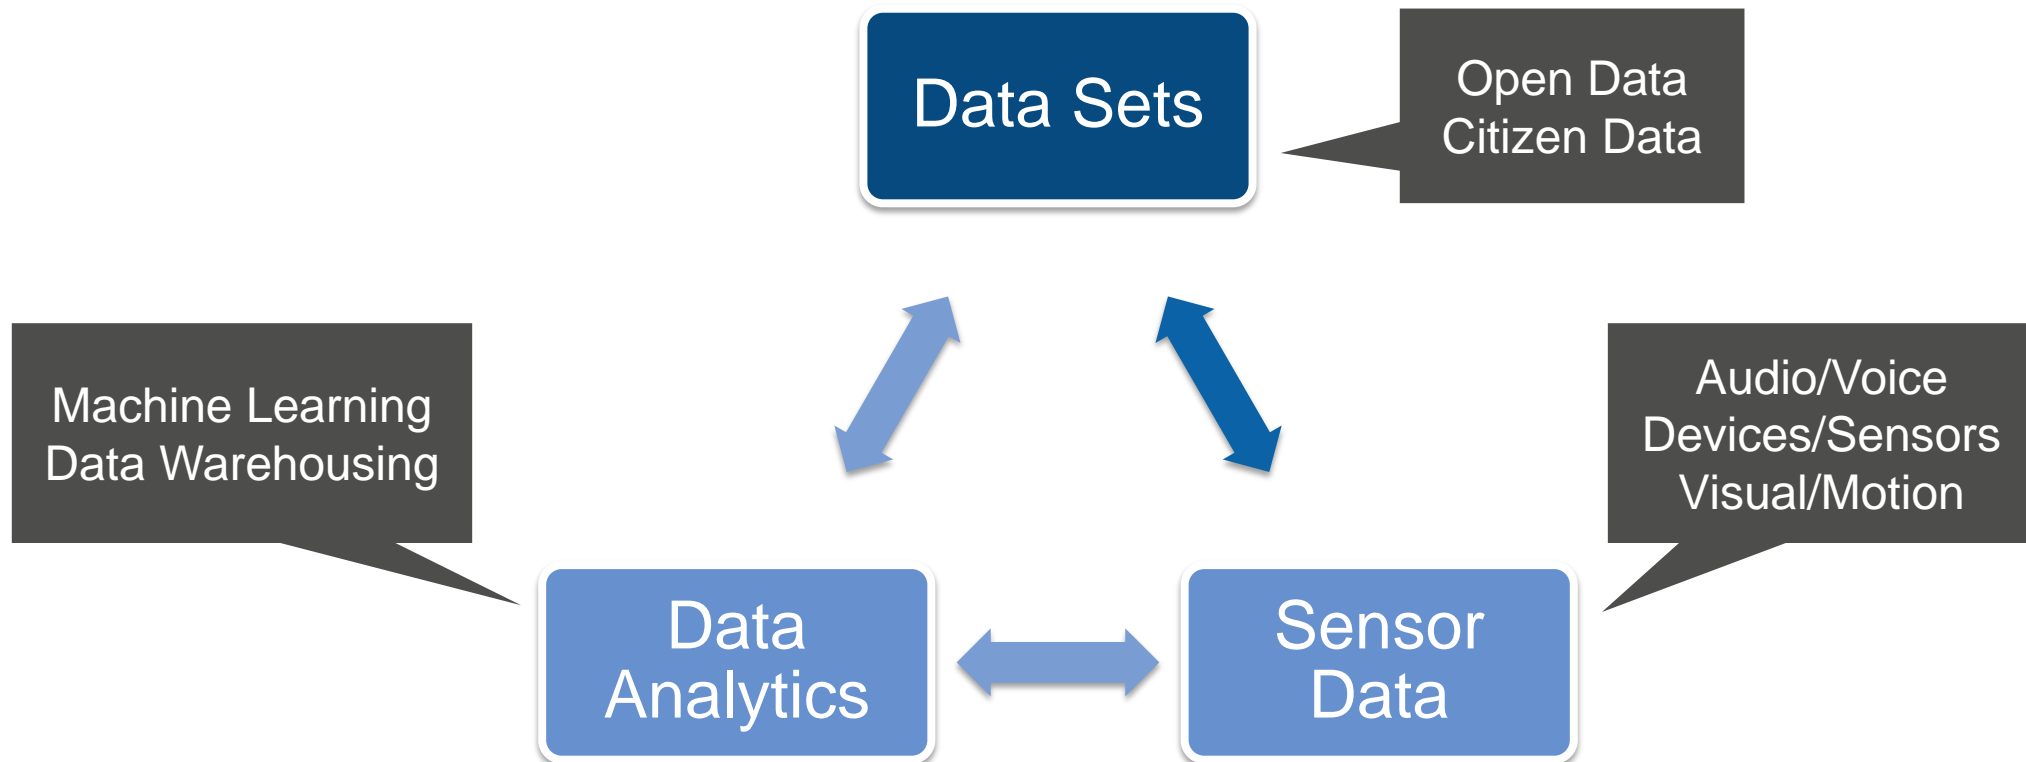 Data Sets
Open Data
Citizen Data
Machine Learning
Data Warehousing
Audio/Voice
Devices/Sensors
Visual/Motion
Data
Analytics
Sensor
Data